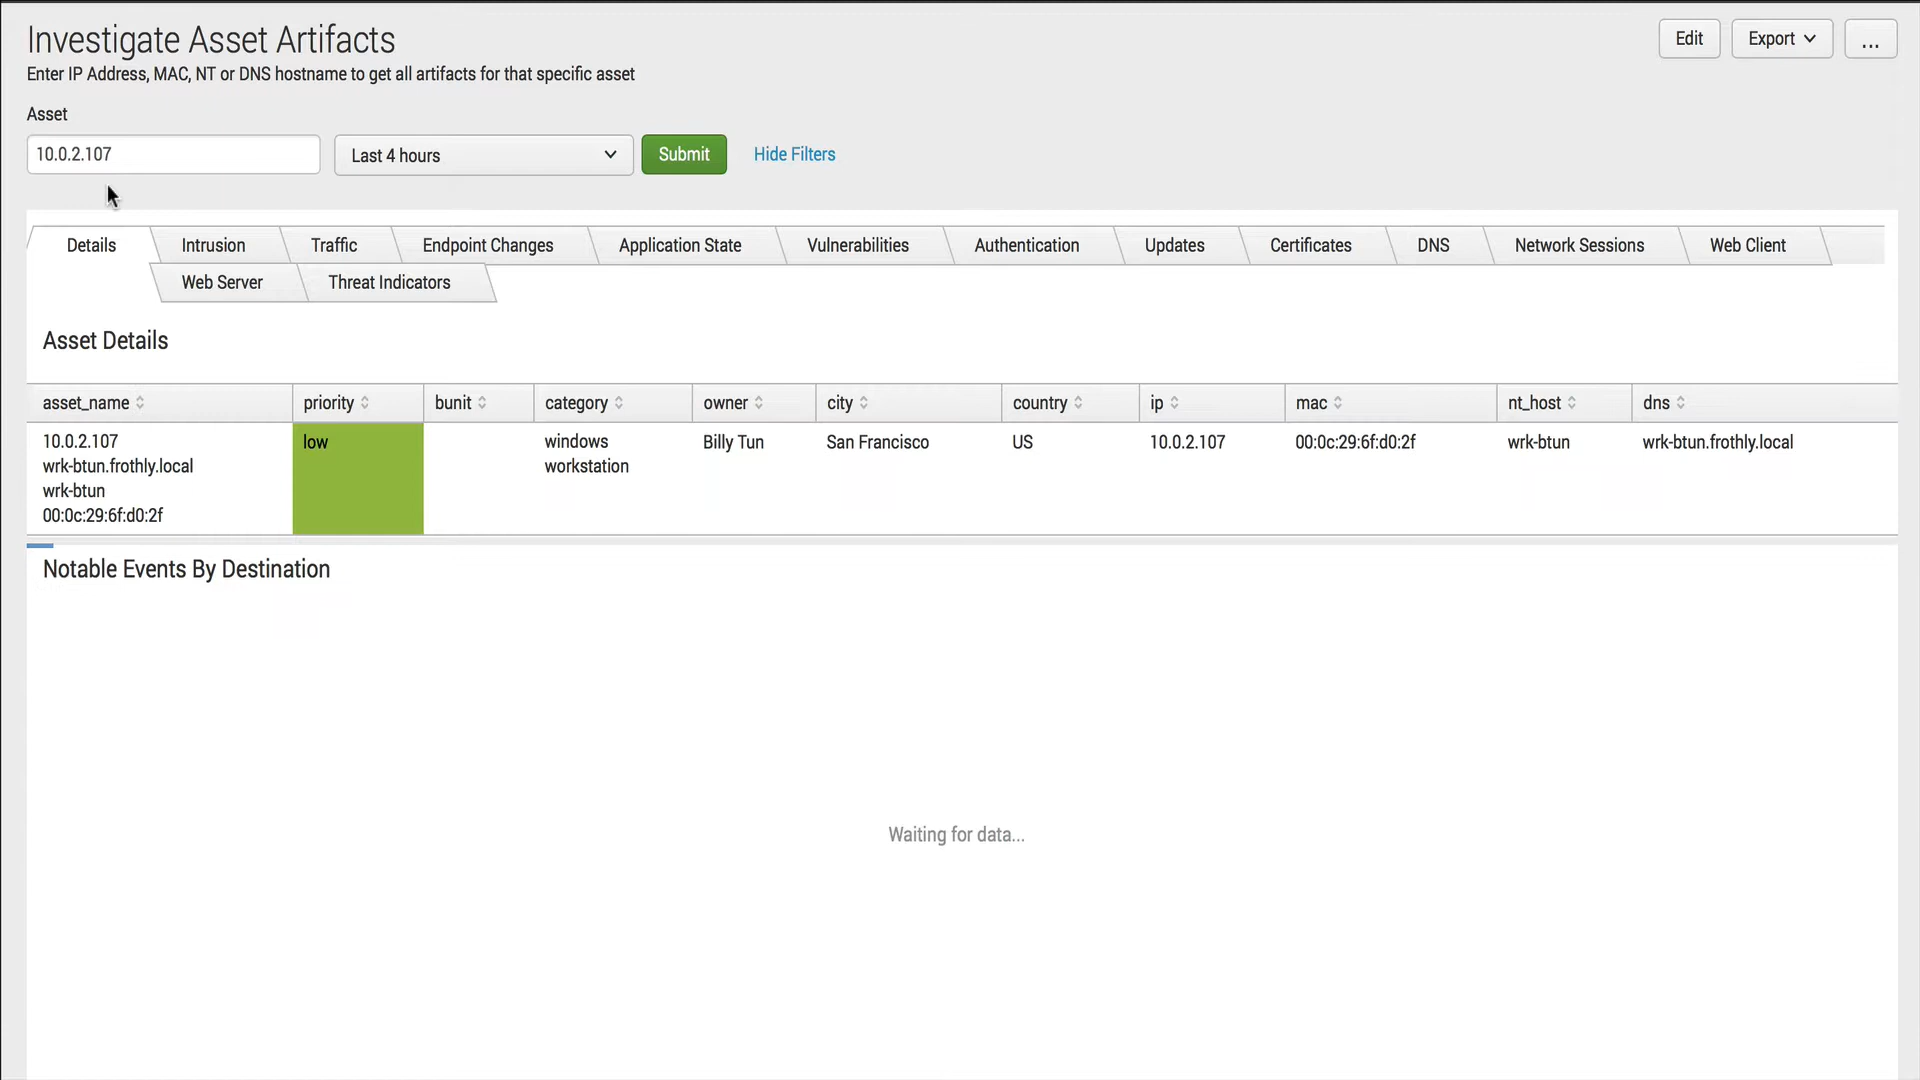 Investigate Asset Artifacts
Edit
Export
...
Enter IP Address, MAC, NT or DNS hostname to get all artifacts for that specific asset
Asset
10.0.2.107
Last 4 hours
Submit
Hide Filters
Details
Intrusion
Traffic
Endpoint Changes
Application State
Vulnerabilities
Authentication
Updates
Certificates
DNS
Network Sessions
Web Client
Web Server
Threat Indicators
Asset Details
asset_name priority bunit category owner city country ip mac nt_host dns
10.0.2.107 low windows Billy Tun San Francisco US 10.0.2.107 00:0c:29:6f:d0:2f wrk-btun wrk-btun.frothly.local
wrk-btun.frothly.local workstation
wrk-btun
00:0c:29:6f:d0:2f
Notable Events By Destination
Waiting for data...